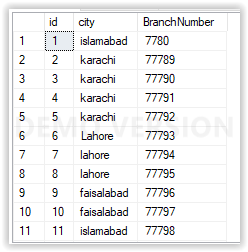 id city BranchNumber
1 1 islamabad 7780
2 2 karachi 77789
3 3 karachi 77790
4 4 karachi 77791
5 5 karachi 77792
6 6 Lahore 77793
7 7 lahore 77794
8 8 lahore 77795
9 9 faisalabad 77796
10 10 faisalabad 77797
11 11 islamabad 77798